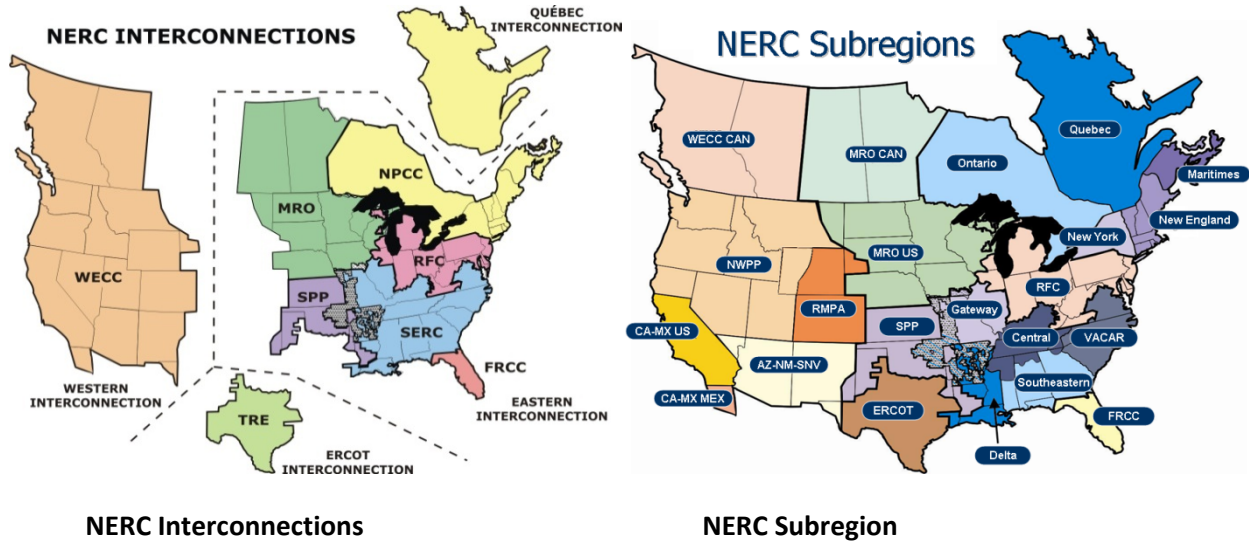 QUÉBEC
INTERCONNECTION
NERC INTERCONNECTIONS
NPCC
MRO
RFC
WECC
SPP
SERC
FRCC
WESTERN
INTERCONNECTION
EASTERN
INTERCONNECTION
TRE
ERCOT
INTERCONNECTION
NERC Subregions
WECC CAN
MRO CAN
Ontario
Quebec
Maritimes
New England
New York
NWPP
MRO US
RFC
RMPA
SPP
Gateway
CA-MX US
Central
VACAR
AZ-NM-SNV
Southeastern
CA-MX MEX
ERCOT
FRCC
Delta
NERC Interconnections
NERC Subregion